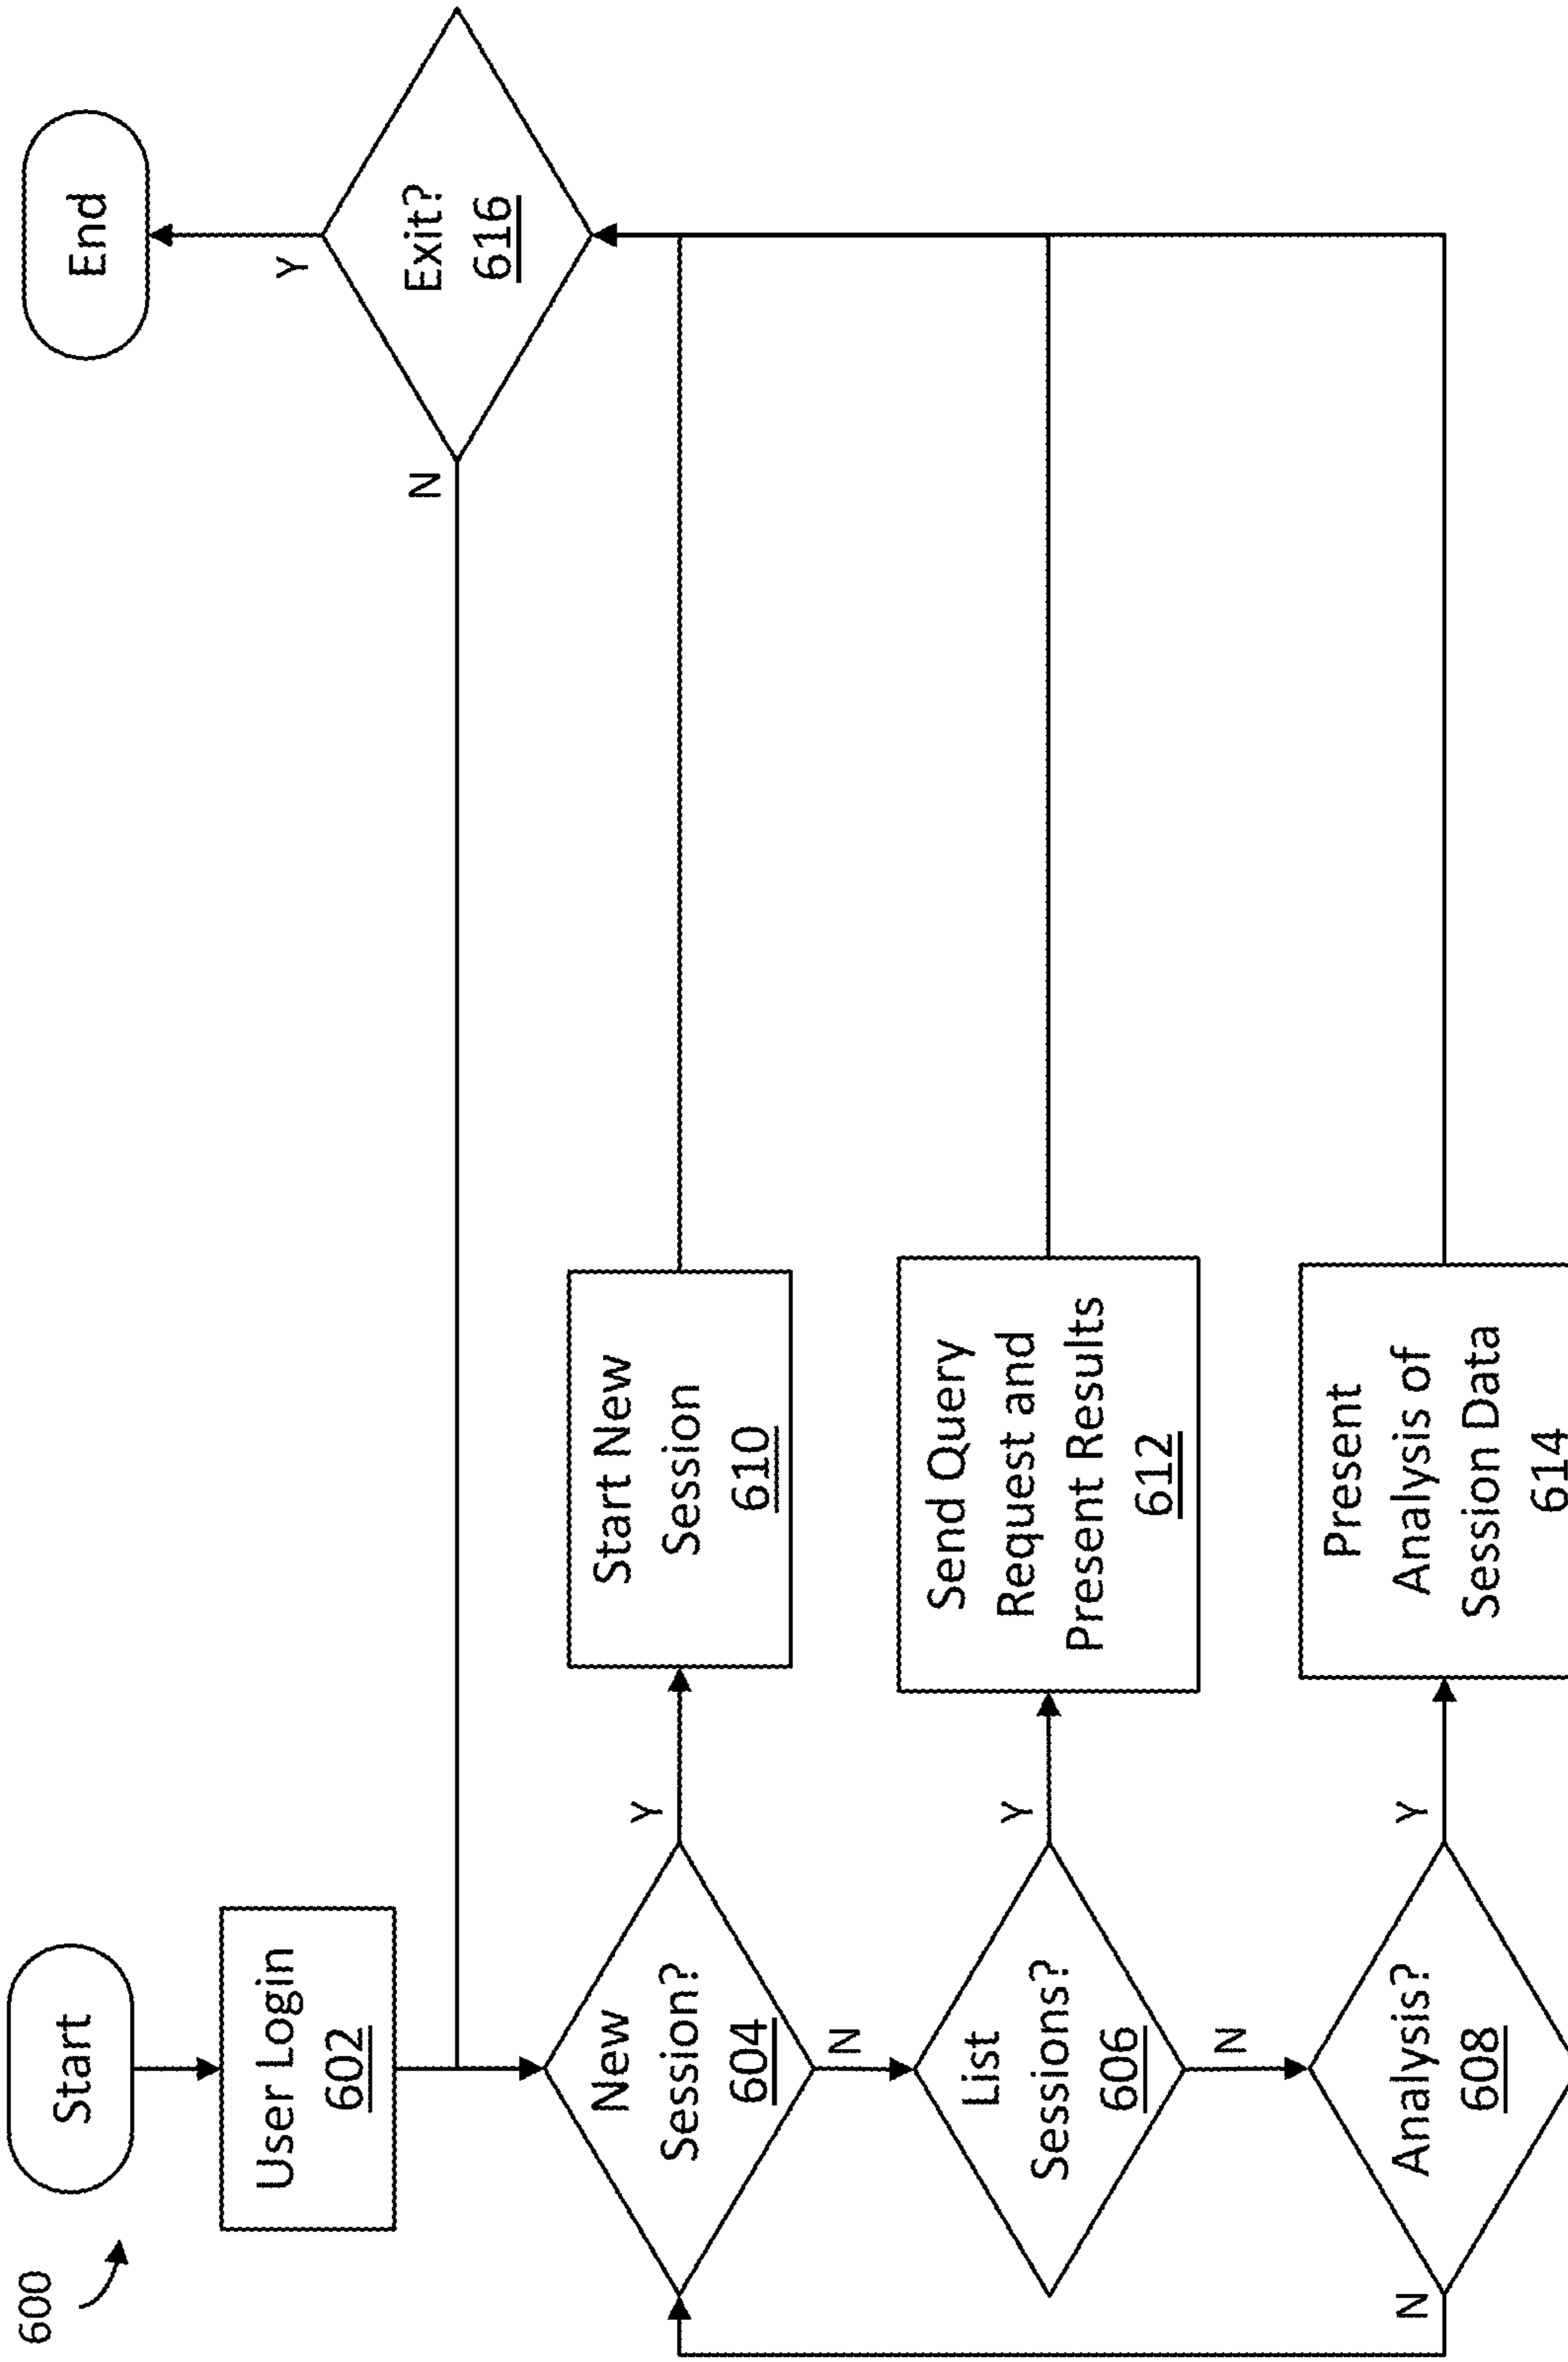 600
Start
User Login
602
New
Session?
604
Y
N
Start New
Session
610
List
Sessions?
606
Y
N
Send Query
Request and
Present Results
612
Analysis?
608
Y
N
Present
Analysis of
Session Data
614
Exit?
616
N
Y
End